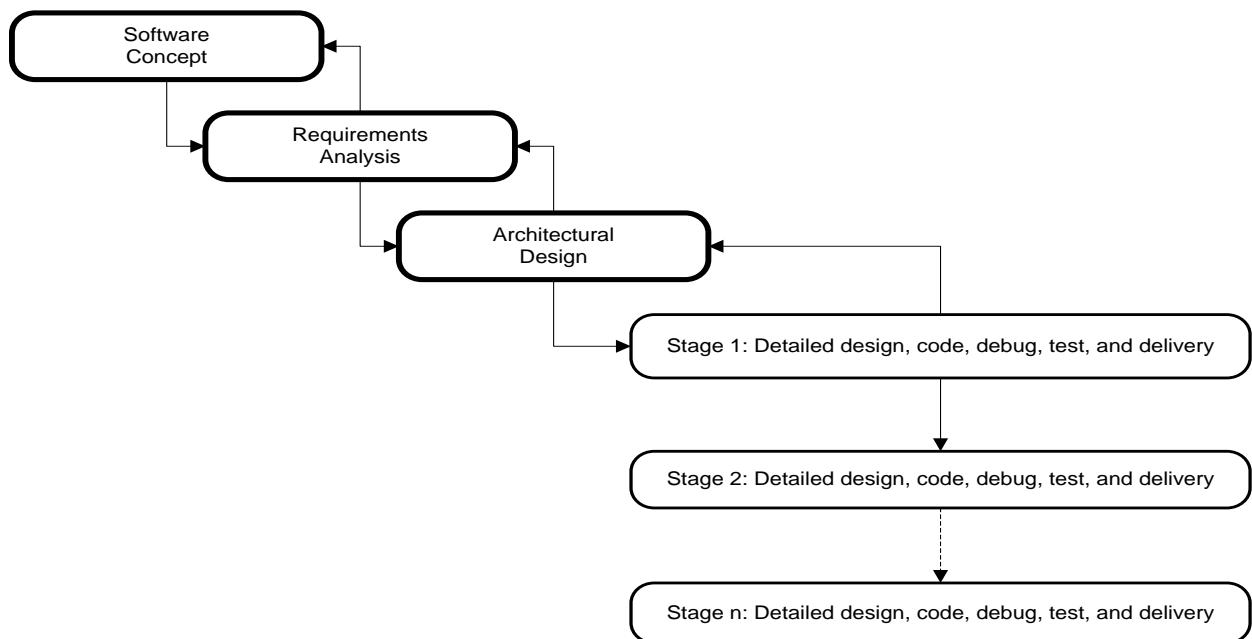 Software
Concept
Requirements
Analysis
Architectural
Design
Stage 1: Detailed design, code, debug, test, and delivery
Stage 2: Detailed design, code, debug, test, and delivery
Stage n: Detailed design, code, debug, test, and delivery